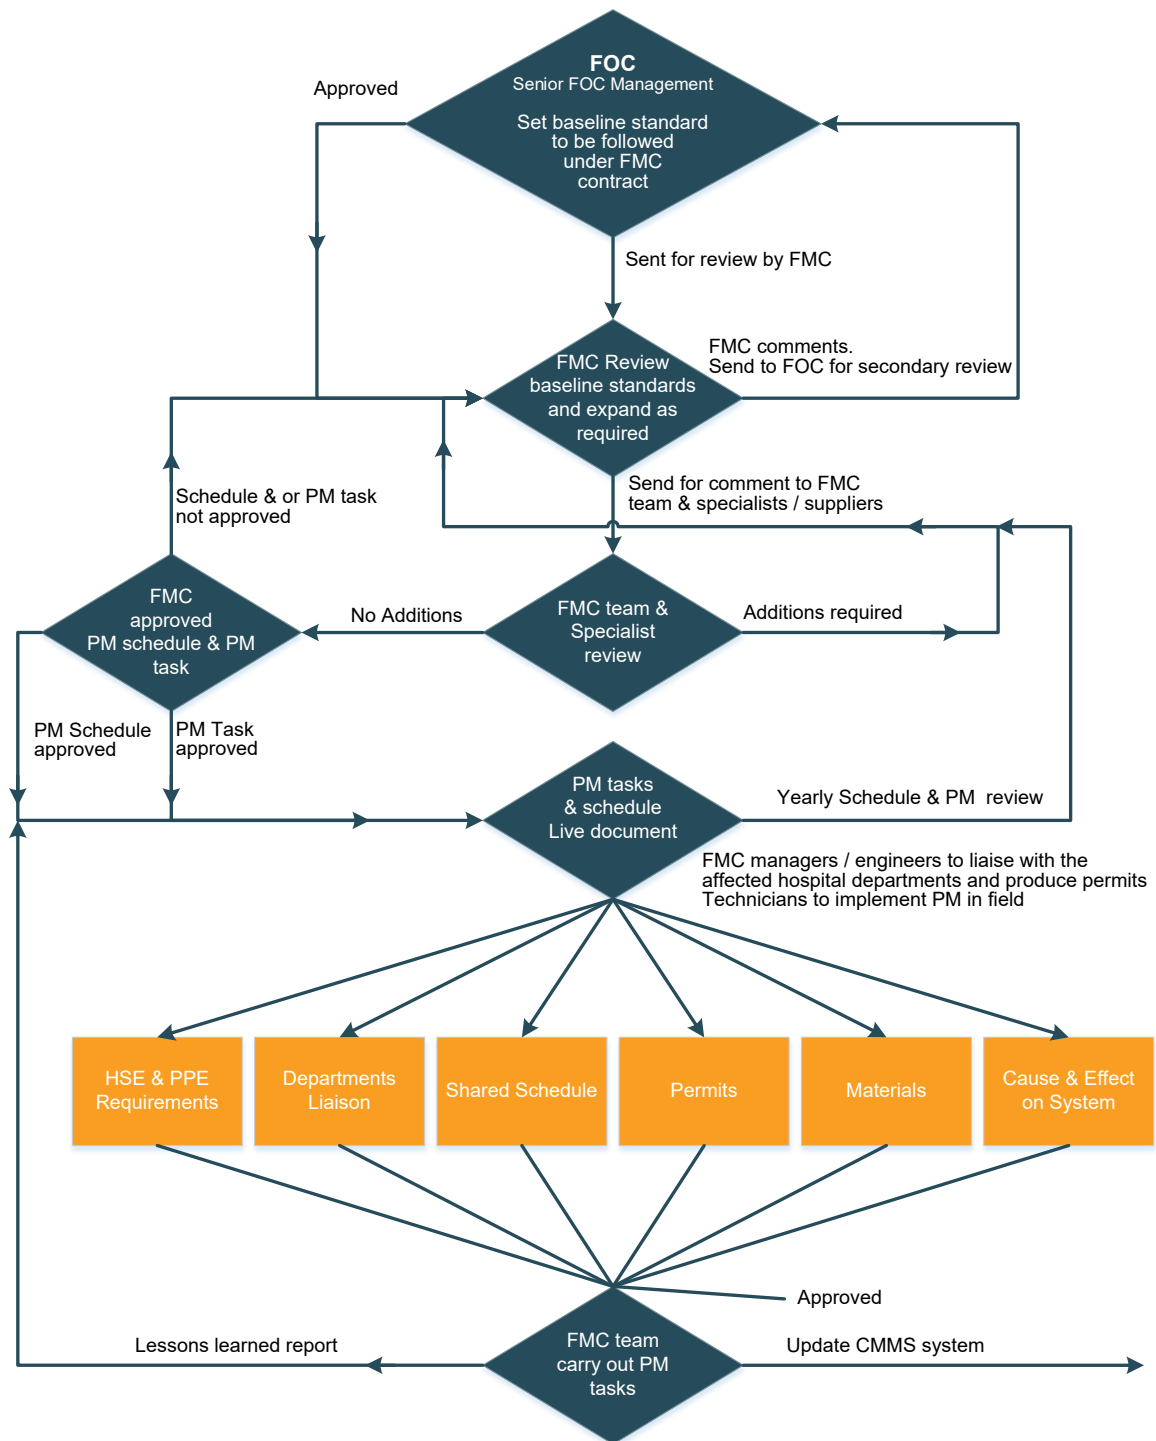 FOC
Senior FOC Management
Set baseline standard
to be followed
under FMC
contract
Approved
Sent for review by FMC
FMC Review
baseline standards
and expand as
required
FMC comments.
Send to FOC for secondary review
Send for comment to FMC
team & specialists / suppliers
Schedule & or PM task
not approved
FMC
approved
PM schedule & PM
task
No Additions
FMC team &
Specialist
review
Additions required
PM Schedule
approved
PM Task
approved
PM tasks
& schedule
Live document
Yearly Schedule & PM  review
FMC managers / engineers to liaise with the
affected hospital departments and produce permits
Technicians to implement PM in field
HSE & PPE
Requirements
Departments
Liaison
Shared Schedule
Permits
Materials
Cause & Effect
on System
Approved
Lessons learned report
FMC team
carry out PM
tasks
Update CMMS system